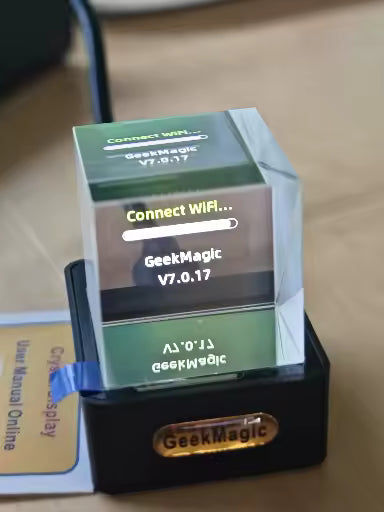 Connect WiFi...
GeekMagic
V7.0.17
Connect WiFi...
GeekMagic
V7.0.17
V7.0.17
GeekMagic
GeekMagic
Crystal Display
User Manual Online